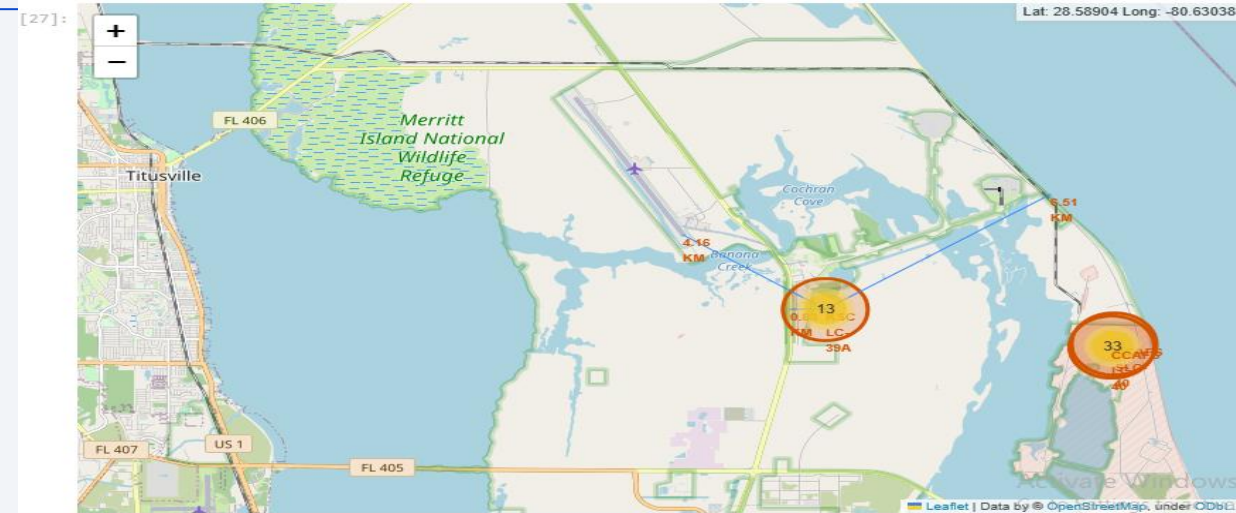 [27]:
+
−
Lat: 28.58904 Long: -80.63038
FL 406
Merritt
Island National
Wildlife
Refuge
Titusville
Cochran
Cove
6.51
KM
4.16
KM
Banana
Creek
13
KM
LC-
39A
33
FL 407
US 1
FL 405
Activate Windows
Leaflet | Data by © OpenStreetMap, under ODbL.